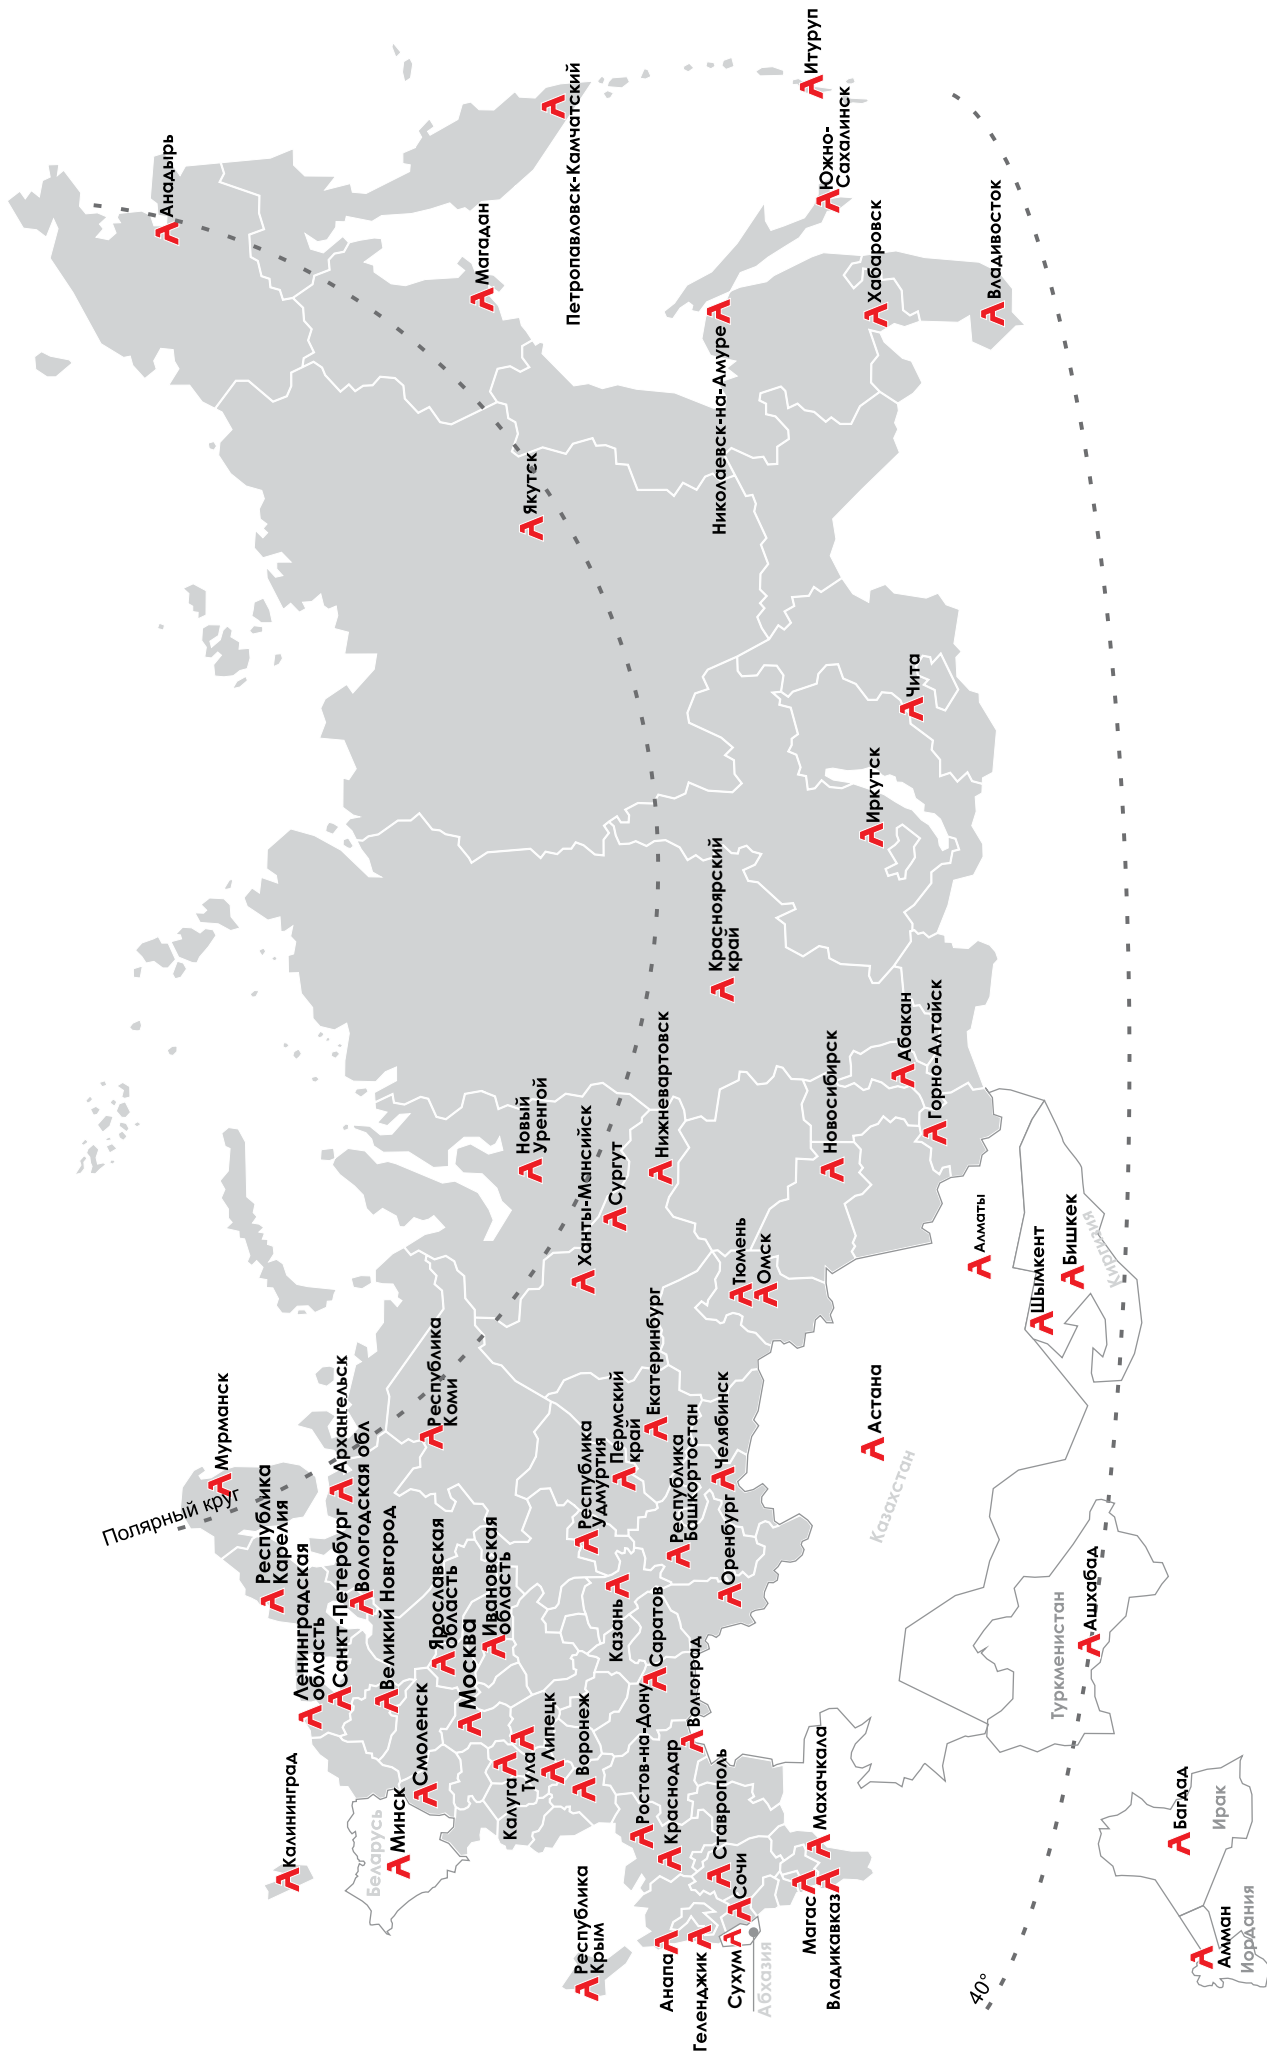 Анадырь
Петропавловск-Камчатский
Итуруп
Южно-
Сахалинск
Магадан
Николаевск-на-Амуре
Хабаровск
Владивосток
Якутск
Чита
Иркутск
Красноярский
край
Абакан
Горно-Алтайск
Новосибирск
Новый
Уренгой
Ханты-Мансийск
Сургут
Нижневартовск
Тюмень
Омск
Алматы
Шымкент
Бишкек
Киргизия
Астана
Казахстан
Мурманск
Полярный круг
Республика
Карелия
Архангельск
Вологодская обл
Республика
Коми
Ленинградская
область
Санкт-Петербург
Великий Новгород
Ярославская
область
Москва
Ивановская
область
Республика
Удмуртия
Пермский
край
Екатеринбург
Республика
Башкортостан
Челябинск
Оренбург
Казань
Саратов
Волгоград
Калининград
Беларусь
Минск
Смоленск
Калуга
Тула
Липецк
Воронеж
Ростов-на-Дону
Краснодар
Ставрополь
Сочи
Республика
Крым
Анапа
Геленджик
Сухум
Абхазия
Магас
Владикавказ
Махачкала
Туркменистан
Ашхабад
Багдад
Ирак
Амман
Иордания
40°